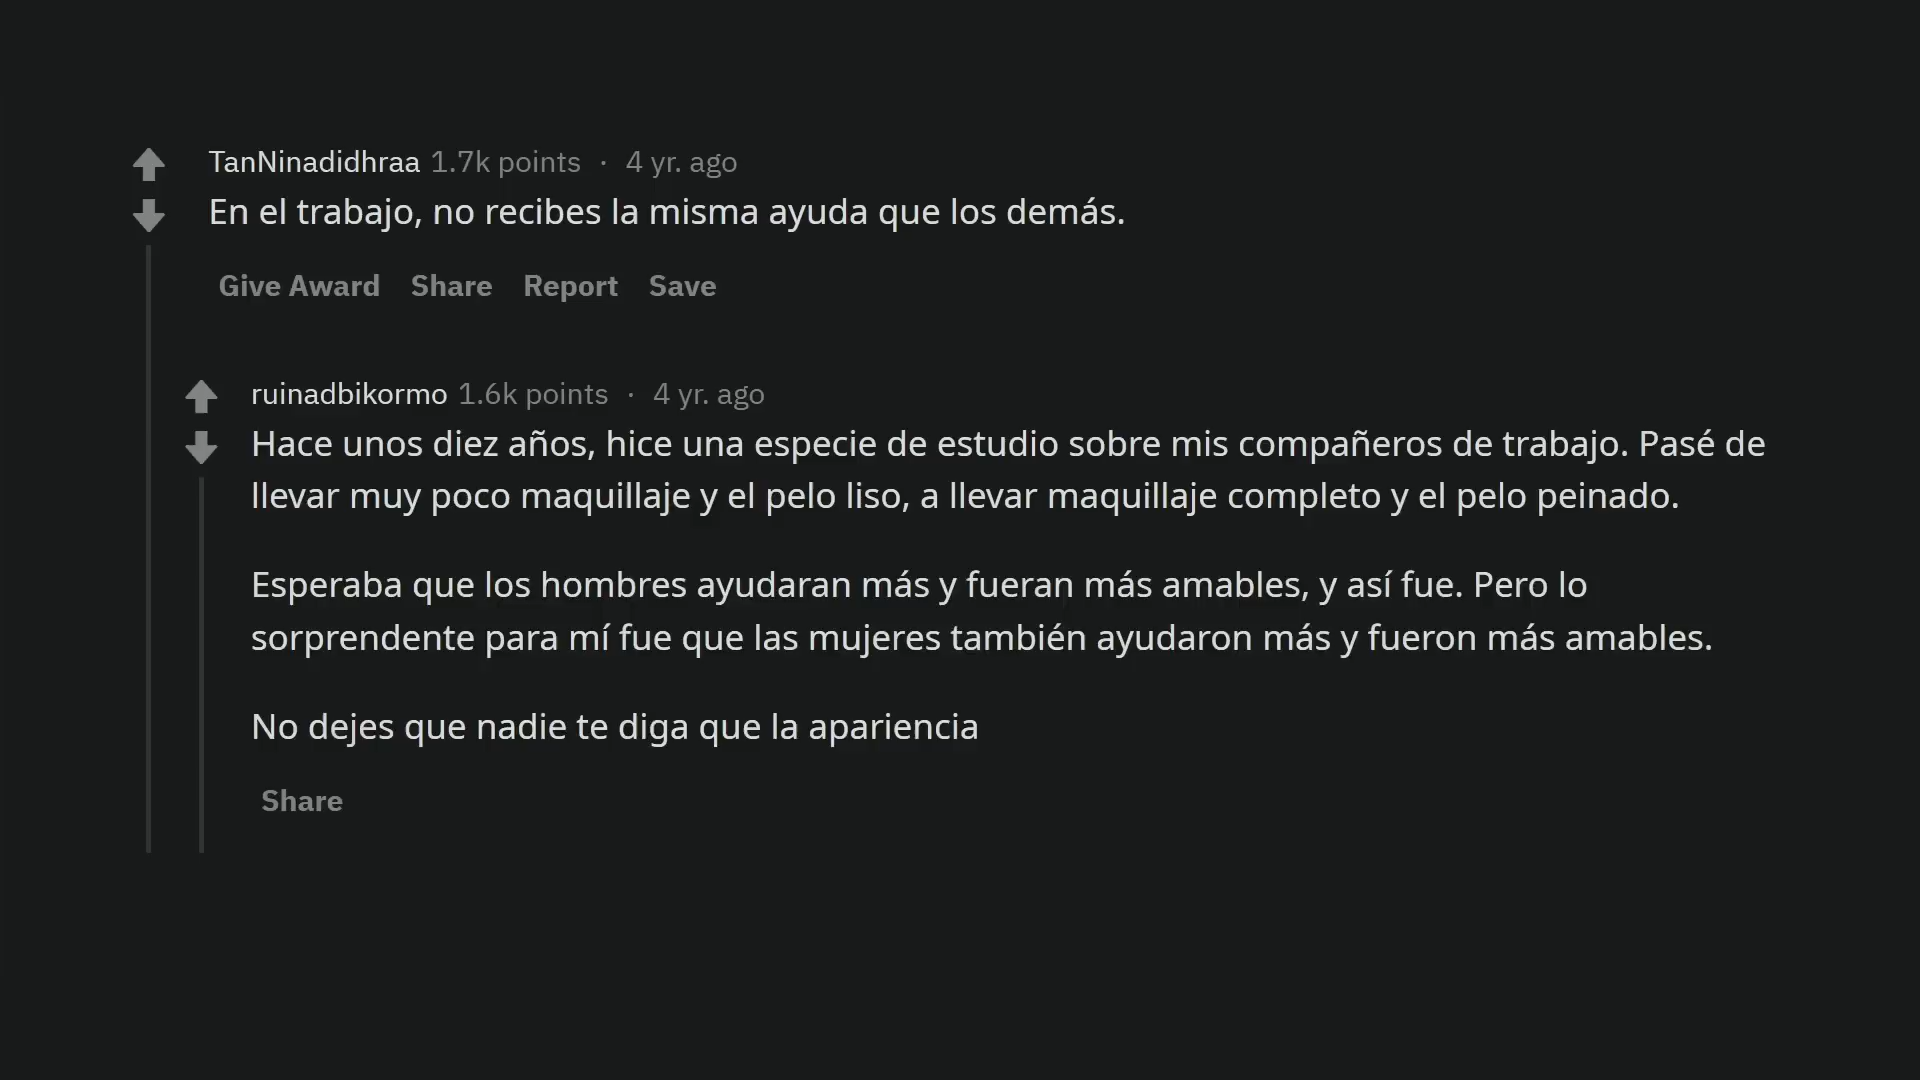 TanNinadidhraa 1.7k points · 4 yr. ago
En el trabajo, no recibes la misma ayuda que los demás.
Give Award Share Report Save
ruinadbikormo 1.6k points · 4 yr. ago
Hace unos diez años, hice una especie de estudio sobre mis compañeros de trabajo. Pasé de
llevar muy poco maquillaje y el pelo liso, a llevar maquillaje completo y el pelo peinado.
Esperaba que los hombres ayudaran más y fueran más amables, y así fue. Pero lo
sorprendente para mí fue que las mujeres también ayudaron más y fueron más amables.
No dejes que nadie te diga que la apariencia
Share